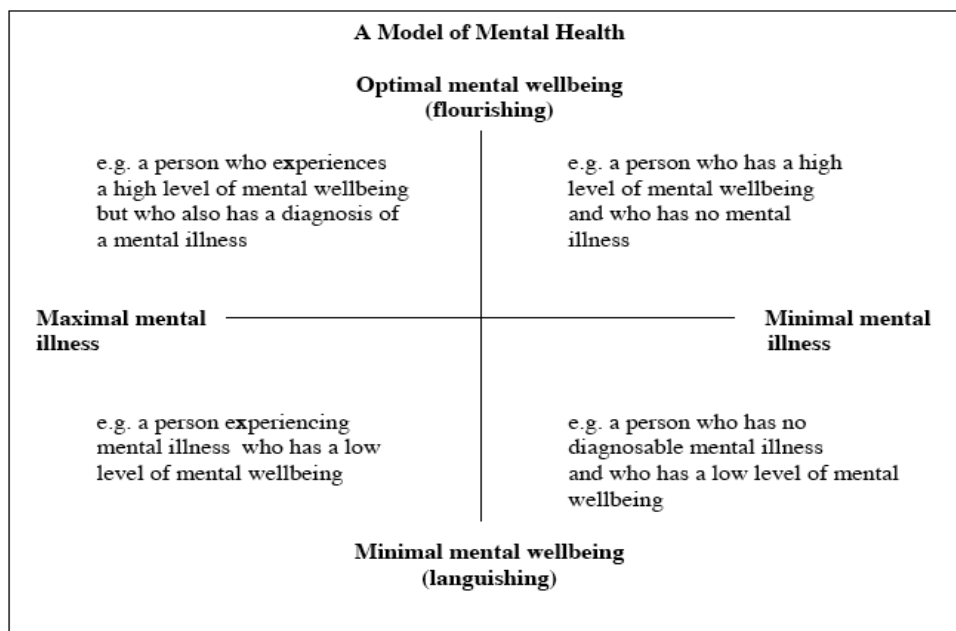 A Model of Mental Health
Optimal mental wellbeing
(flourishing)
e.g. a person who experiences
a high level of mental wellbeing
but who also has a diagnosis of
a mental illness
e.g. a person who has a high
level of mental wellbeing
and who has no mental
illness
Maximal mental
illness
Minimal mental
illness
e.g. a person experiencing
mental illness who has a low
level of mental wellbeing
e.g. a person who has no
diagnosable mental illness
and who has a low level of mental
wellbeing
Minimal mental wellbeing
(languishing)